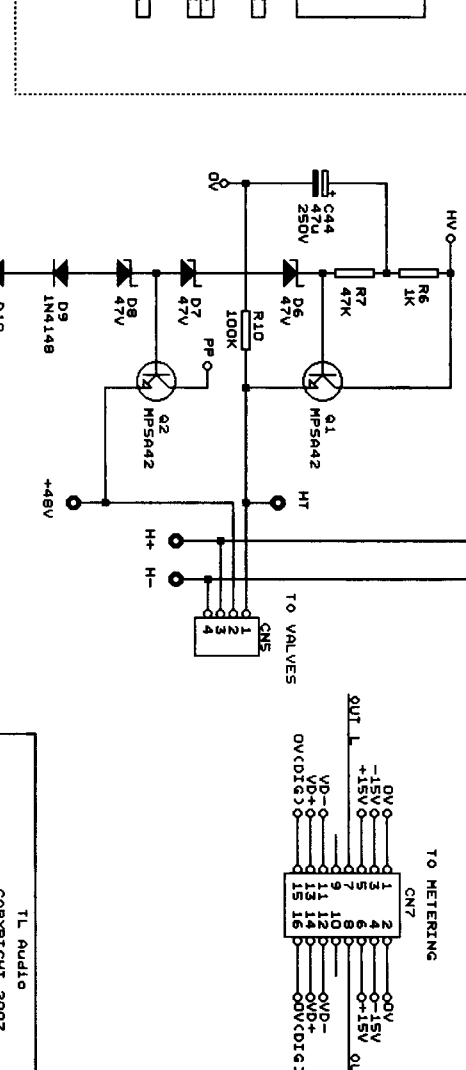 0V
+
C44
47u
250V
HV
R6
1K
R7
47K
D6
47V
R10
100K
D7
47V
D8
47V
D9
1N4148
PP
Q1
MPSA42
Q2
MPSA42
HT
+48V
H+
H-
TO VALVES
CN5
1
2
3
4
OUT L
TO METERING
CN7
0V 1 2 0V
-15V 3 4 -15V
+15V 5 6 +15V
7 8
9 10
VD- 11 12 VD-
VD+ 13 14 VD+
0V(DIG) 15 16 0V(DIG)
TL Audio